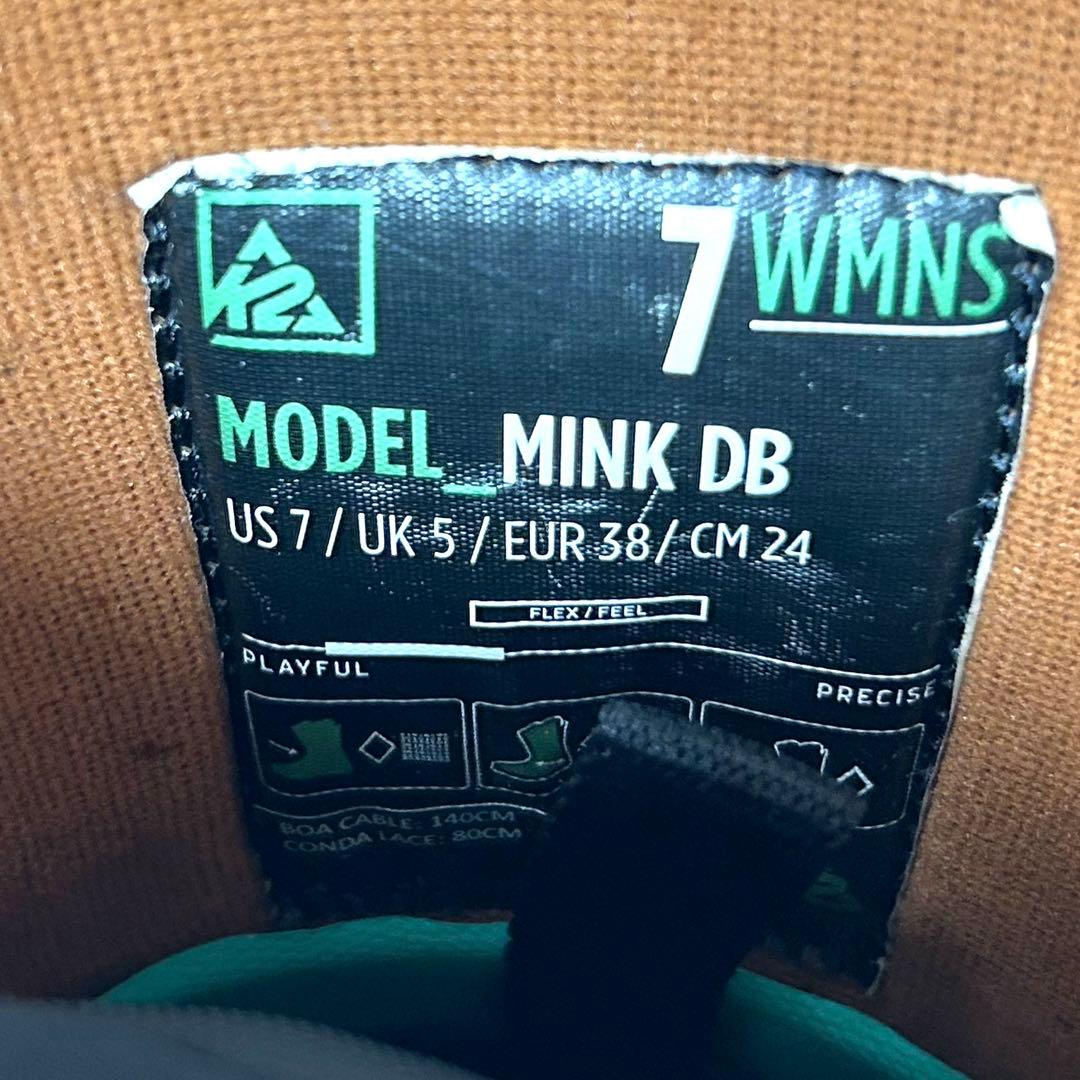 K2
7 WMNS
MODEL_MINK DB
US 7 / UK 5 / EUR 38 / CM 24
FLEX / FEEL
PLAYFUL
PRECISE
BOA CABLE: 140CM
CONDA LACE: 80CM